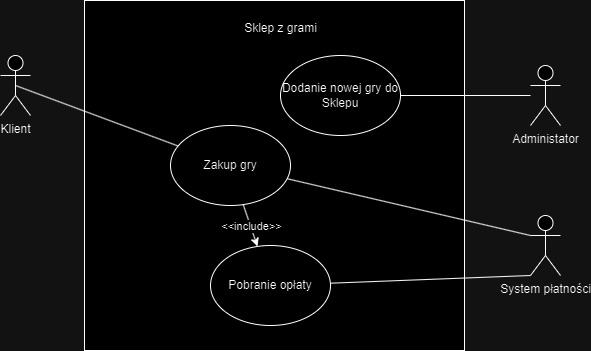 Sklep z grami
Dodanie nowej gry do
Sklepu
Klient
Administator
Zakup gry
<<include>>
Pobranie opłaty
System płatności